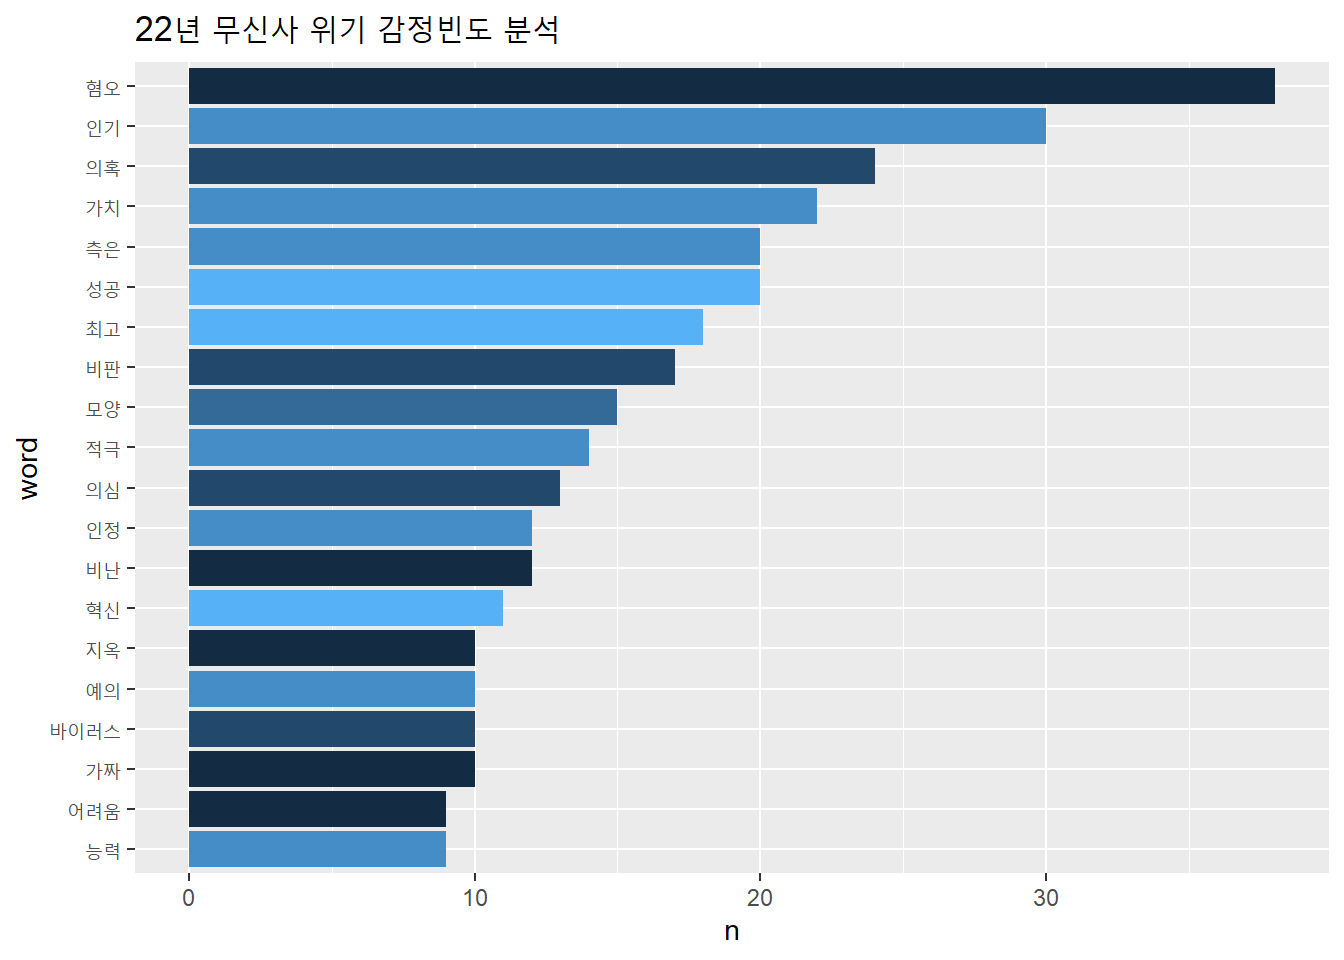 22년 무신사 위기 감정빈도 분석
word
혐오
인기
의혹
가치
측은
성공
최고
비판
모양
적극
의심
인정
비난
혁신
지옥
예의
바이러스
가짜
어려움
능력
0 10 20 30
n